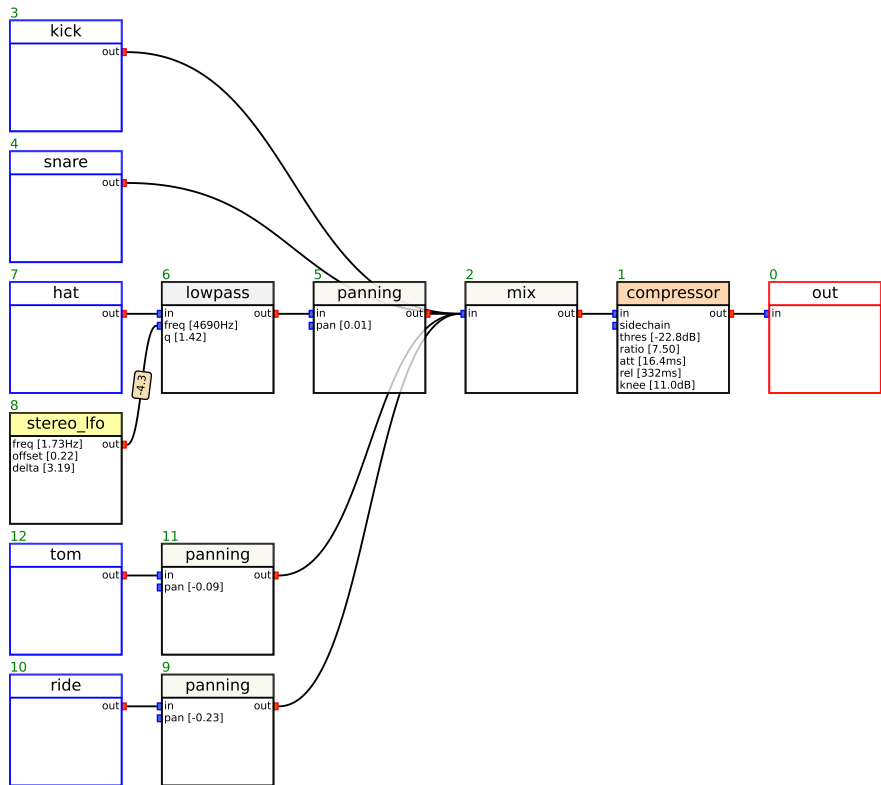 3
kick
out
4
snare
out
7
hat
out
6
lowpass
in
out
freq [4690Hz]
q [1.42]
5
panning
in
out
pan [0.01]
2
mix
in
out
1
compressor
in
out
sidechain
thres [-22.8dB]
ratio [7.50]
att [16.4ms]
rel [332ms]
knee [11.0dB]
0
out
in
-4.3
8
stereo_lfo
freq [1.73Hz]
out
offset [0.22]
delta [3.19]
12
tom
out
11
panning
in
out
pan [-0.09]
10
ride
out
9
panning
in
out
pan [-0.23]